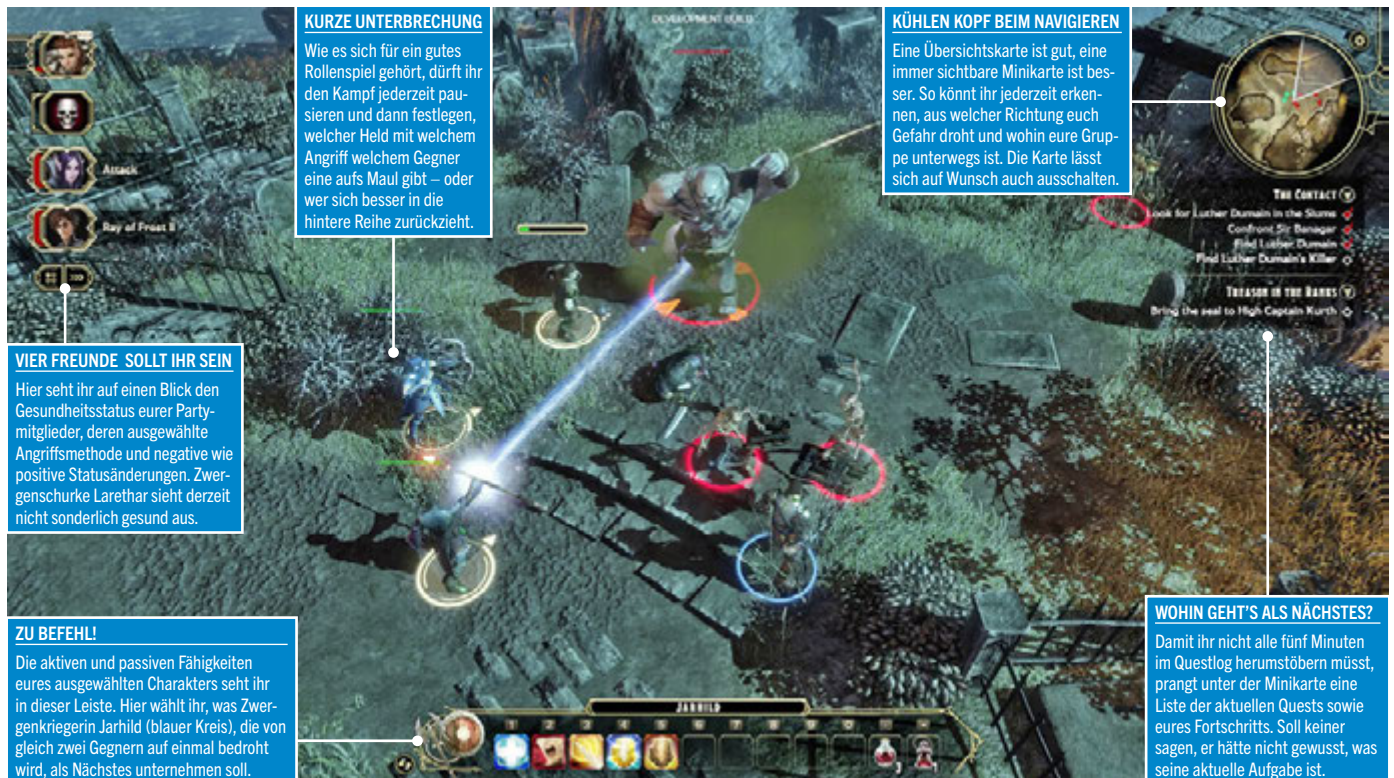 KURZE UNTERBRECHUNG
Wie es sich für ein gutes
Rollenspiel gehört, dürft ihr
den Kampf jederzeit pau-
sieren und dann festlegen,
welcher Held mit welchem
Angriff welchem Gegner
eine aufs Maul gibt – oder
wer sich besser in die
hintere Reihe zurückzieht.
DEVELOPMENT BUILD
KÜHLEN KOPF BEIM NAVIGIEREN
Eine Übersichtskarte ist gut, eine
immer sichtbare Minikarte ist bes-
ser. So könnt ihr jederzeit erken-
nen, aus welcher Richtung euch
Gefahr droht und wohin eure Grup-
pe unterwegs ist. Die Karte lässt
sich auf Wunsch auch ausschalten.
Attack
Ray of Frost II
THE CONTACT
Look for Luther Dumain in the Slums
Confront Sir Banagar
Find Luther Dumain
Find Luther Dumain's Killer
TREASON IN THE RANKS
Bring the seal to High Captain Kurth
VIER FREUNDE SOLLT IHR SEIN
Hier seht ihr auf einen Blick den
Gesundheitsstatus eurer Party-
mitglieder, deren ausgewählte
Angriffsmethode und negative wie
positive Statusänderungen. Zwer-
genschurke Larethar sieht derzeit
nicht sonderlich gesund aus.
ZU BEFEHL!
Die aktiven und passiven Fähigkeiten
eures ausgewählten Charakters seht ihr
in dieser Leiste. Hier wählt ihr, was Zwer-
genkriegerin Jarhild (blauer Kreis), die von
gleich zwei Gegnern auf einmal bedroht
wird, als Nächstes unternehmen soll.
JARHILD
1 2 3 4 5 6 7 8 9 0
3 1
WOHIN GEHT'S ALS NÄCHSTES?
Damit ihr nicht alle fünf Minuten
im Questlog herumstöbern müsst,
prangt unter der Minikarte eine
Liste der aktuellen Quests sowie
eures Fortschritts. Soll keiner
sagen, er hätte nicht gewusst, was
seine aktuelle Aufgabe ist.